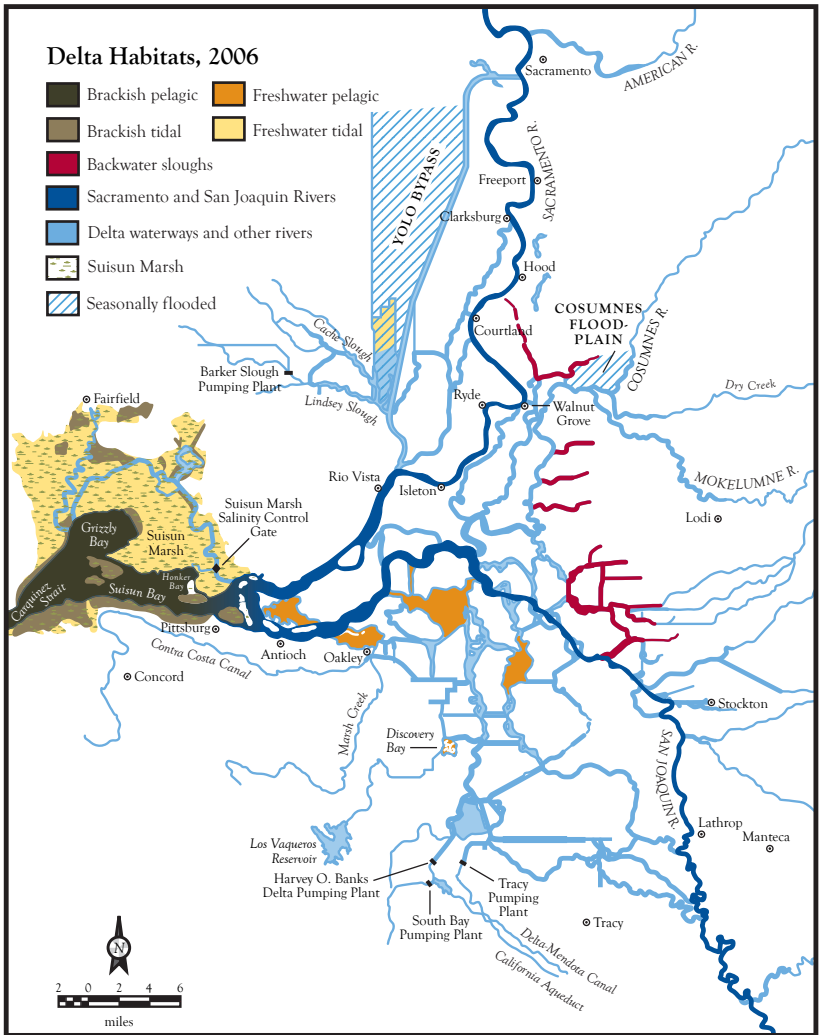 Delta Habitats, 2006
Brackish pelagic
Freshwater pelagic
Brackish tidal
Freshwater tidal
Backwater sloughs
Sacramento and San Joaquin Rivers
Delta waterways and other rivers
Suisun Marsh
Seasonally flooded
Sacramento
AMERICAN R.
SACRAMENTO R.
YOLO BYPASS
Freeport
Clarksburg
Hood
COSUMNES
FLOOD-
PLAIN
COSUMNES R.
Courtland
Cache Slough
Barker Slough
Pumping Plant
Lindsey Slough
Ryde
Walnut
Grove
Dry Creek
Fairfield
MOKELUMNE R.
Rio Vista
Isleton
Lodi
Suisun Marsh
Salinity Control
Gate
Grizzly
Bay
Suisun
Marsh
Honker
Bay
Suisun Bay
Carquinez
Strait
Pittsburg
Antioch
Oakley
Contra Costa Canal
Concord
Marsh Creek
Stockton
Discovery
Bay
SAN JOAQUIN R.
Los Vaqueros
Reservoir
Lathrop
Manteca
Harvey O. Banks
Delta Pumping Plant
Tracy
Pumping
Plant
South Bay
Pumping Plant
Tracy
Delta-Mendota Canal
California Aqueduct
N
2 0 2 4 6
miles